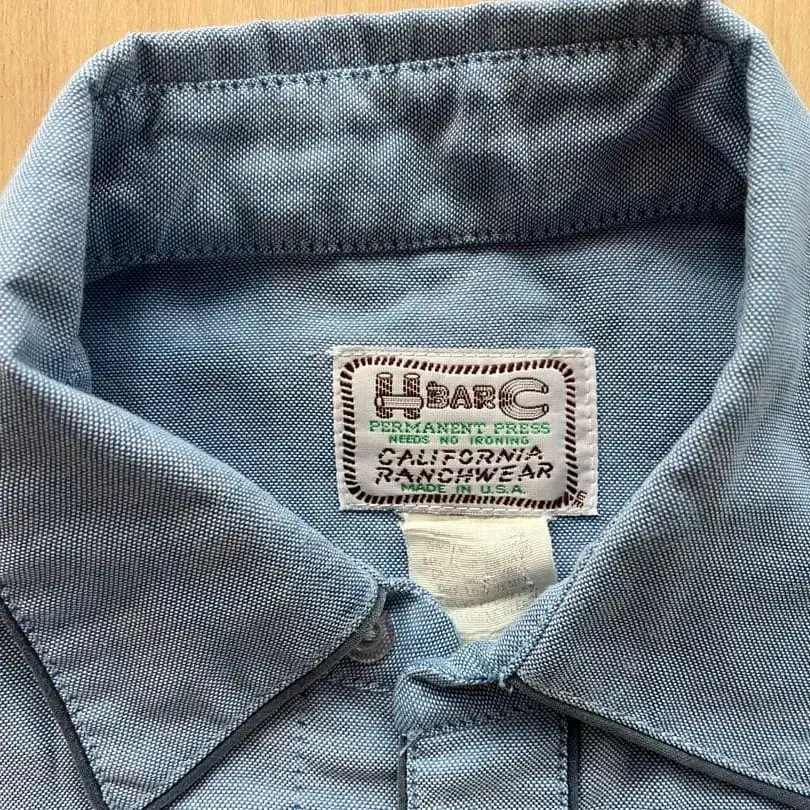 H BAR C
PERMANENT PRESS
NEEDS NO IRONING
CALIFORNIA
RANCHWEAR
MADE IN U.S.A.